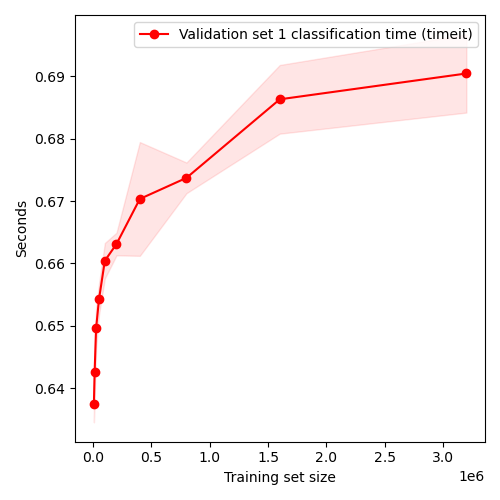 Validation set 1 classification time (timeit)
0.69
0.68
0.67
0.66
0.65
0.64
Seconds
0.0 0.5 1.0 1.5 2.0 2.5 3.0
1e6
Training set size